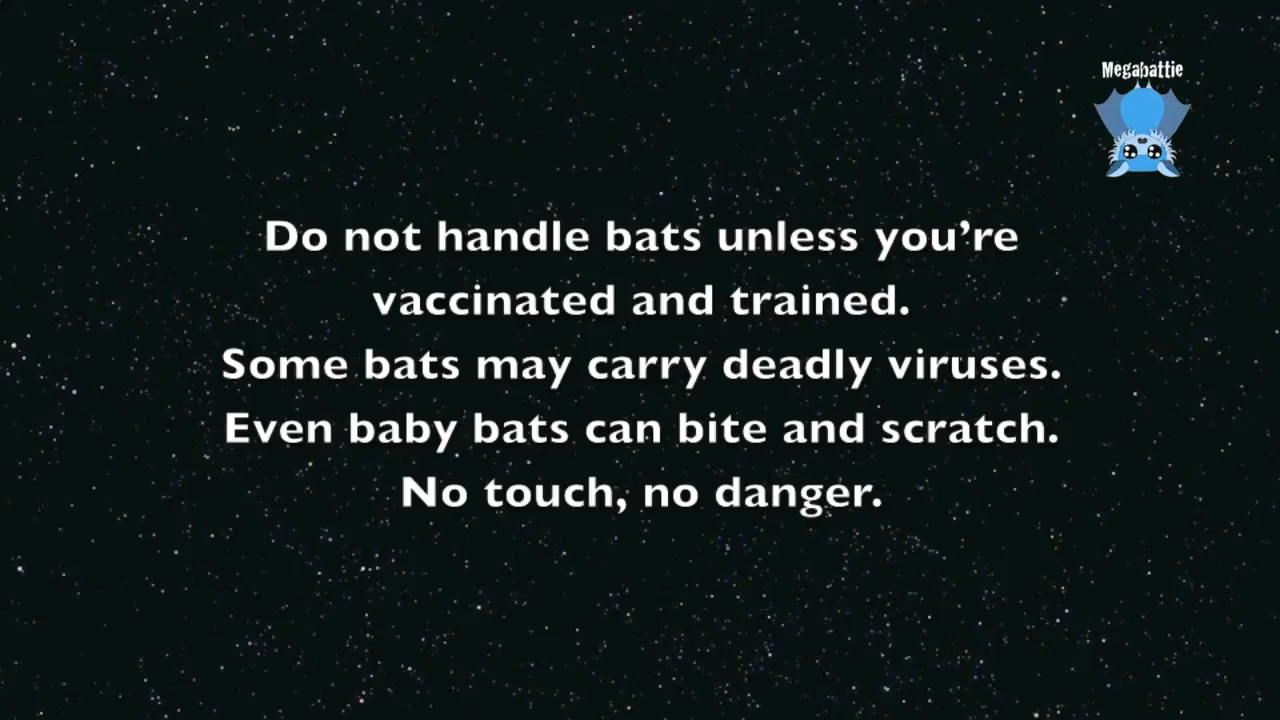 Megabattie
Do not handle bats unless you’re
vaccinated and trained.
Some bats may carry deadly viruses.
Even baby bats can bite and scratch.
No touch, no danger.